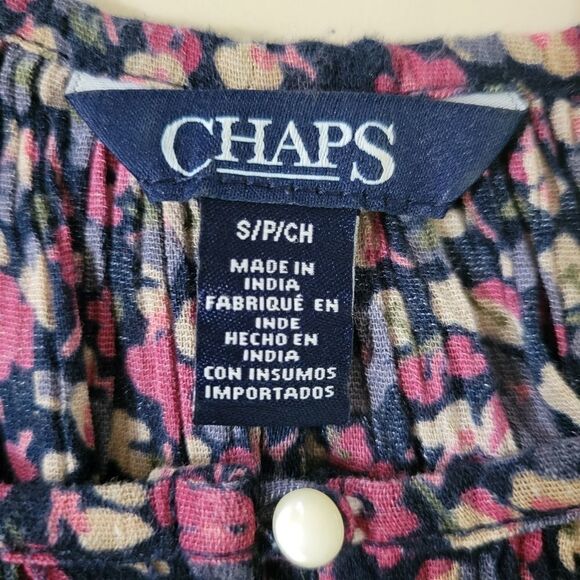 CHAPS
S/P/CH
MADE IN
INDIA
FABRIQUÉ EN
INDE
HECHO EN
INDIA
CON INSUMOS
IMPORTADOS